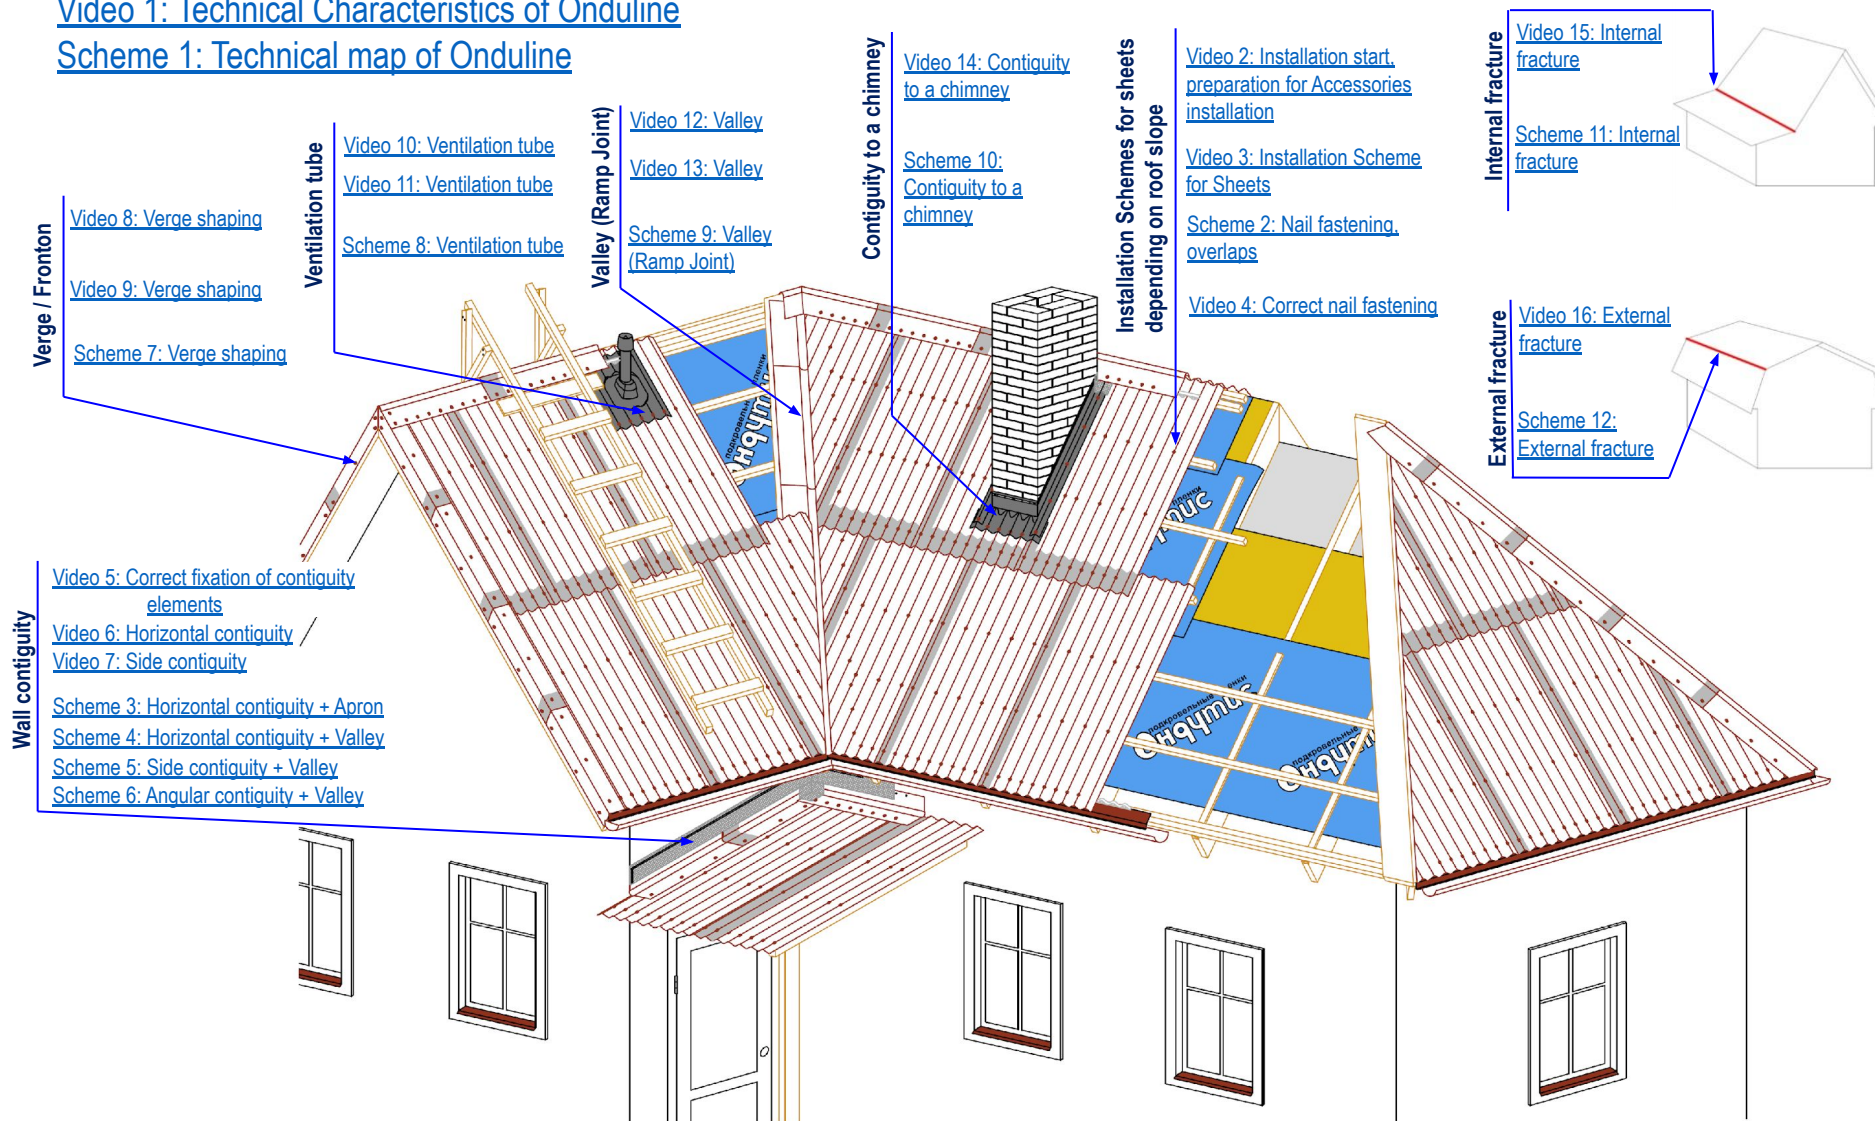 Video 1: Technical Characteristics of Onduline
Scheme 1: Technical map of Onduline
Verge / Fronton
Video 8: Verge shaping
Video 9: Verge shaping
Scheme 7: Verge shaping
Ventilation tube
Video 10: Ventilation tube
Video 11: Ventilation tube
Scheme 8: Ventilation tube
Valley (Ramp Joint)
Video 12: Valley
Video 13: Valley
Scheme 9: Valley
(Ramp Joint)
Contiguity to a chimney
Video 14: Contiguity
to a chimney
Scheme 10:
Contiguity to a
chimney
Installation Schemes for sheets
depending on roof slope
Video 2: Installation start,
preparation for Accessories
installation
Video 3: Installation Scheme
for Sheets
Scheme 2: Nail fastening,
overlaps
Video 4: Correct nail fastening
Internal fracture
Video 15: Internal
fracture
Scheme 11: Internal
fracture
External fracture
Video 16: External
fracture
Scheme 12:
External fracture
Wall contiguity
Video 5: Correct fixation of contiguity
elements
Video 6: Horizontal contiguity
Video 7: Side contiguity
Scheme 3: Horizontal contiguity + Apron
Scheme 4: Horizontal contiguity + Valley
Scheme 5: Side contiguity + Valley
Scheme 6: Angular contiguity + Valley
подкровельные пленки
Ондутис